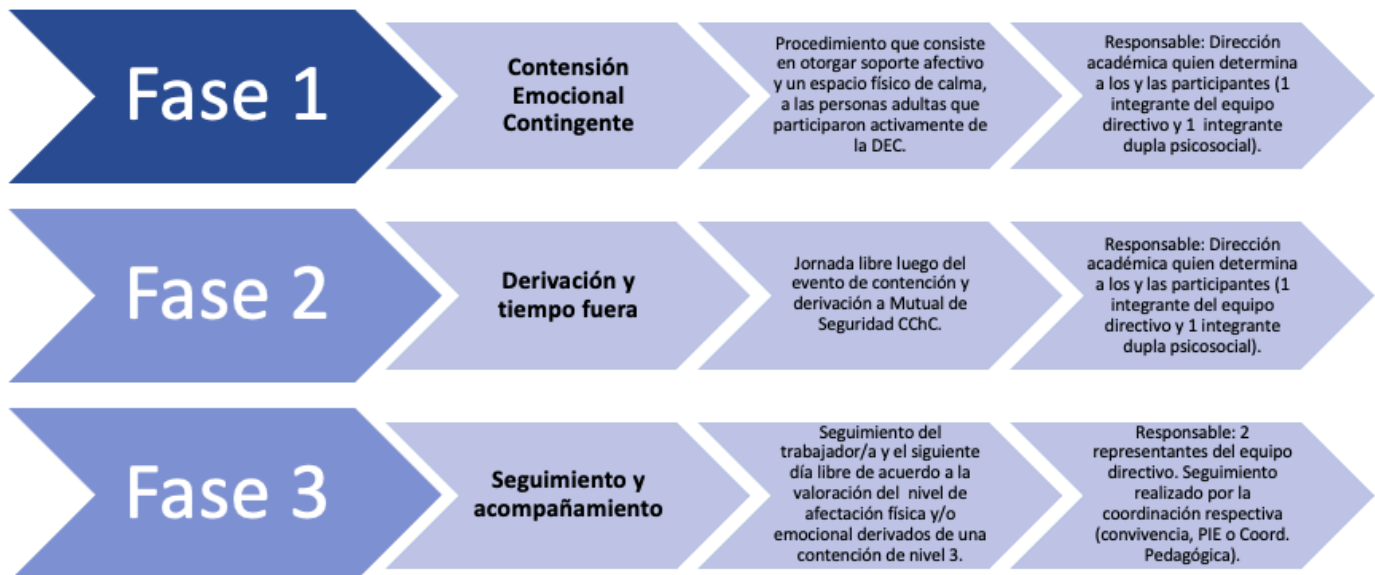 Fase 1
Contensión
Emocional
Contingente
Procedimiento que consiste
en otorgar soporte afectivo
y un espacio físico de calma,
a las personas adultas que
participaron activamente de
la DEC.
Responsable: Dirección
académica quien determina
a los y las participantes (1
integrante del equipo
directivo y 1 integrante
dupla psicosocial).
Fase 2
Derivación y
tiempo fuera
Jornada libre luego del
evento de contención y
derivación a Mutual de
Seguridad CChC.
Responsable: Dirección
académica quien determina
a los y las participantes (1
integrante del equipo
directivo y 1 integrante
dupla psicosocial).
Fase 3
Seguimiento y
acompañamiento
Seguimiento del
trabajador/a y el siguiente
día libre de acuerdo a la
valoración del nivel de
afectación física y/o
emocional derivados de una
contención de nivel 3.
Responsable: 2
representantes del equipo
directivo. Seguimiento
realizado por la
coordinación respectiva
(convivencia, PIE o Coord.
Pedagógica).